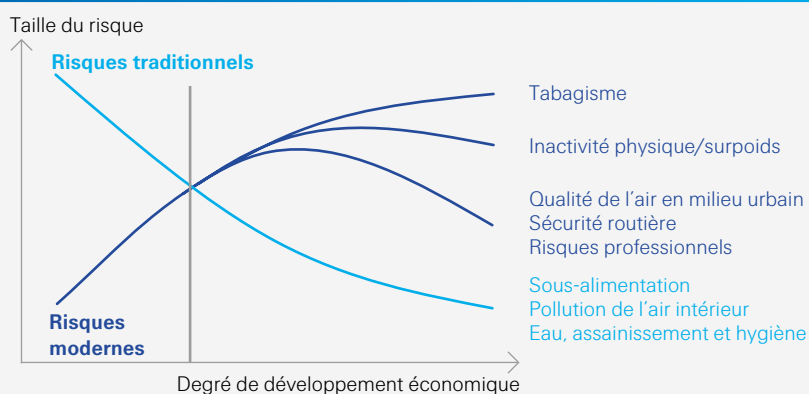 Taille du risque
Risques traditionnels
Tabagisme
Inactivité physique/surpoids
Qualité de l'air en milieu urbain
Sécurité routière
Risques professionnels
Sous-alimentation
Pollution de l'air intérieur
Eau, assainissement et hygiène
Risques
modernes
Degré de développement économique